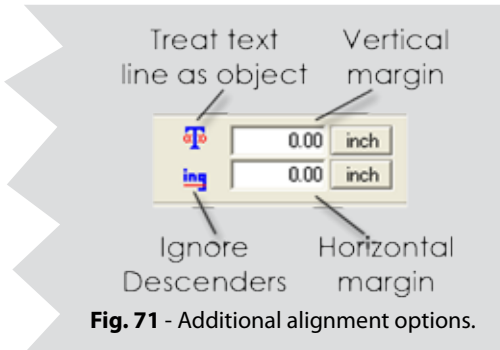 Treat text Vertical
line as object margin
0.00 inch
ing 0.00 inch
Ignore Horizontal
Descenders margin
Fig. 71 - Additional alignment options.